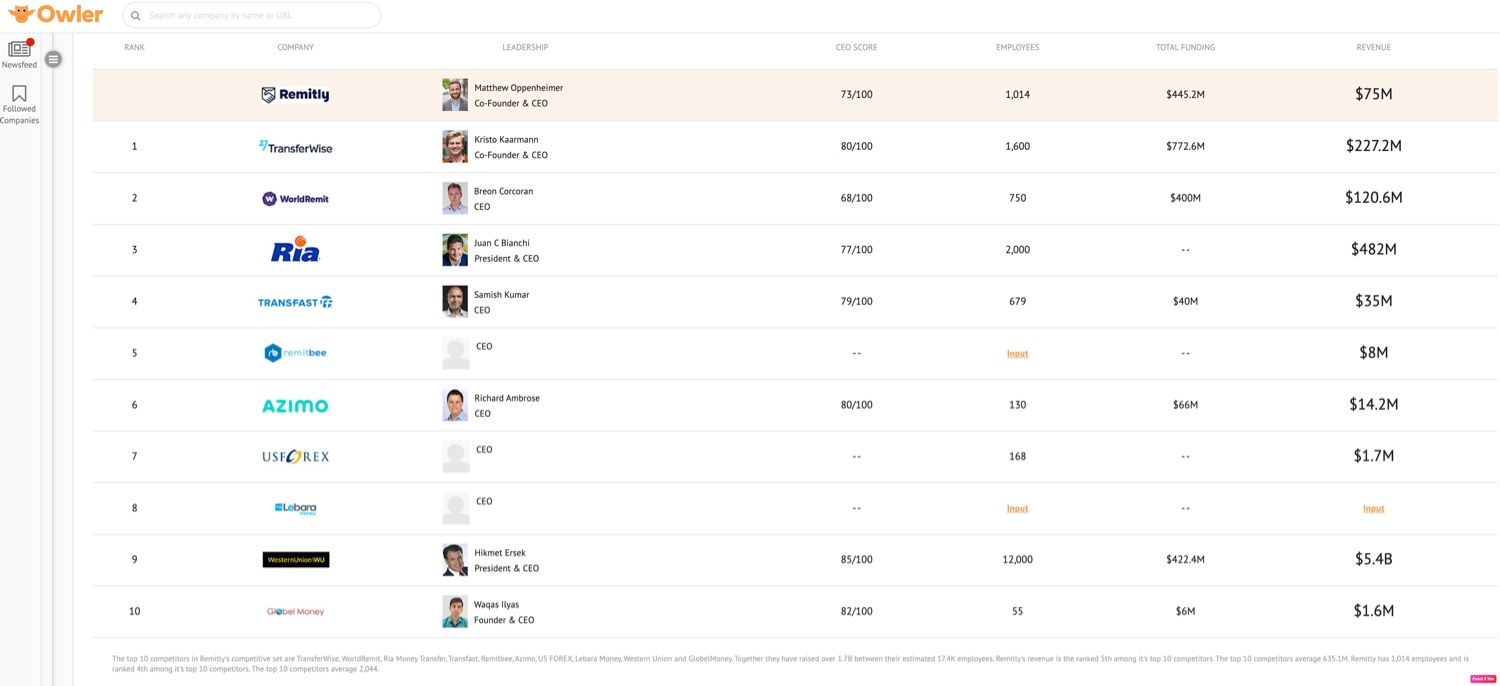 Owler
Search any company by name or URL
Newsfeed
Followed
Companies
RANK COMPANY LEADERSHIP CEO SCORE EMPLOYEES TOTAL FUNDING REVENUE
Remitly Matthew Oppenheimer Co-Founder & CEO 73/100 1,014 $445.2M $75M
1 TransferWise Kristo Kaarmann Co-Founder & CEO 80/100 1,600 $772.6M $227.2M
2 W WorldRemit Breon Corcoran CEO 68/100 750 $400M $120.6M
3 Ria Juan C Bianchi President & CEO 77/100 2,000 -- $482M
4 TRANSFAST Samish Kumar CEO 79/100 679 $40M $35M
5 rb remitbee CEO -- Input -- $8M
6 AZIMO Richard Ambrose CEO 80/100 130 $66M $14.2M
7 USFOREX CEO -- 168 -- $1.7M
8 Lebara money CEO -- Input -- Input
9 WesternUnion\WU Hikmet Ersek President & CEO 85/100 12,000 $422.4M $5.4B
10 Globel Money Waqas Ilyas Founder & CEO 82/100 55 $6M $1.6M
The top 10 competitors in Remitly's competitive set are TransferWise, WorldRemit, Ria Money Transfer, Transfast, Remitbee, Azimo, US FOREX, Lebara Money, Western Union and GlobelMoney. Together they have raised over 1.7B between their estimated 17.4K employees. Remitly's revenue is the ranked 5th among it's top 10 competitors. The top 10 competitors average 635.1M. Remitly has 1,014 employees and is
ranked 4th among it's top 10 competitors. The top 10 competitors average 2,044.